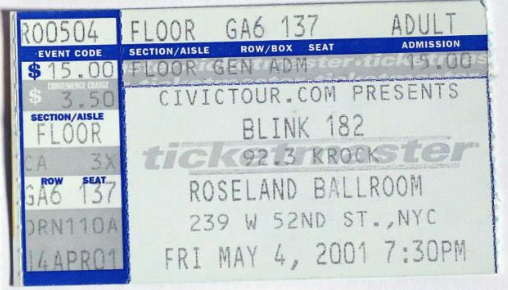 R00504 FLOOR GA6 137 ADULT
EVENT CODE SECTION/AISLE ROW/BOX SEAT ADMISSION
$ 15.00 FLOOR GEN ADM 15.00
CONVENIENCE CHARGE
$ 3.50 CIVICTOUR.COM PRESENTS
SECTION/AISLE
FLOOR BLINK 182
ticketmaster
CA 3X 92.3 KROCK
ROW SEAT
GA6 137 ROSELAND BALLROOM
DRN110A 239 W 52ND ST.,NYC
14APR01 FRI MAY 4, 2001 7:30PM